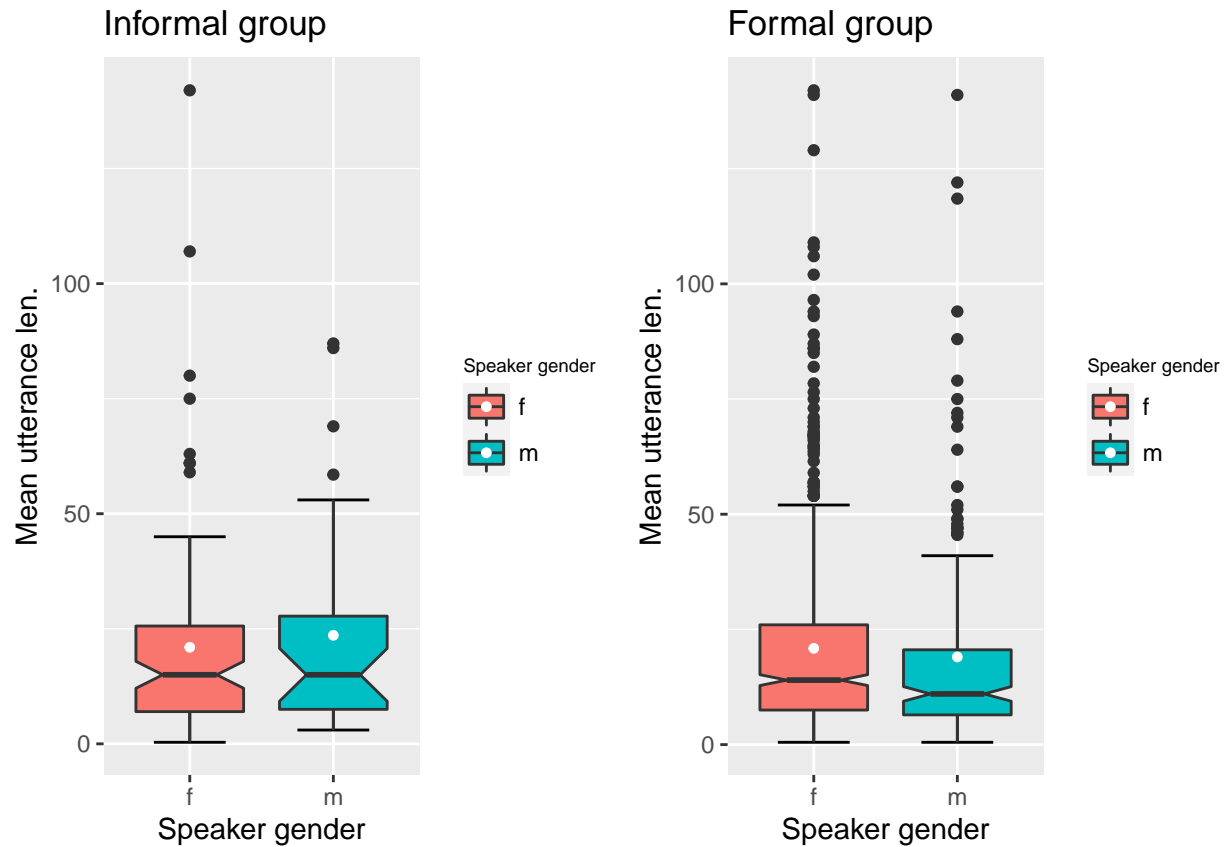 Informal group
Mean utterance len.
100
50
0
f
m
Speaker gender
Speaker gender
f
m
Formal group
Mean utterance len.
100
50
0
f
m
Speaker gender
Speaker gender
f
m